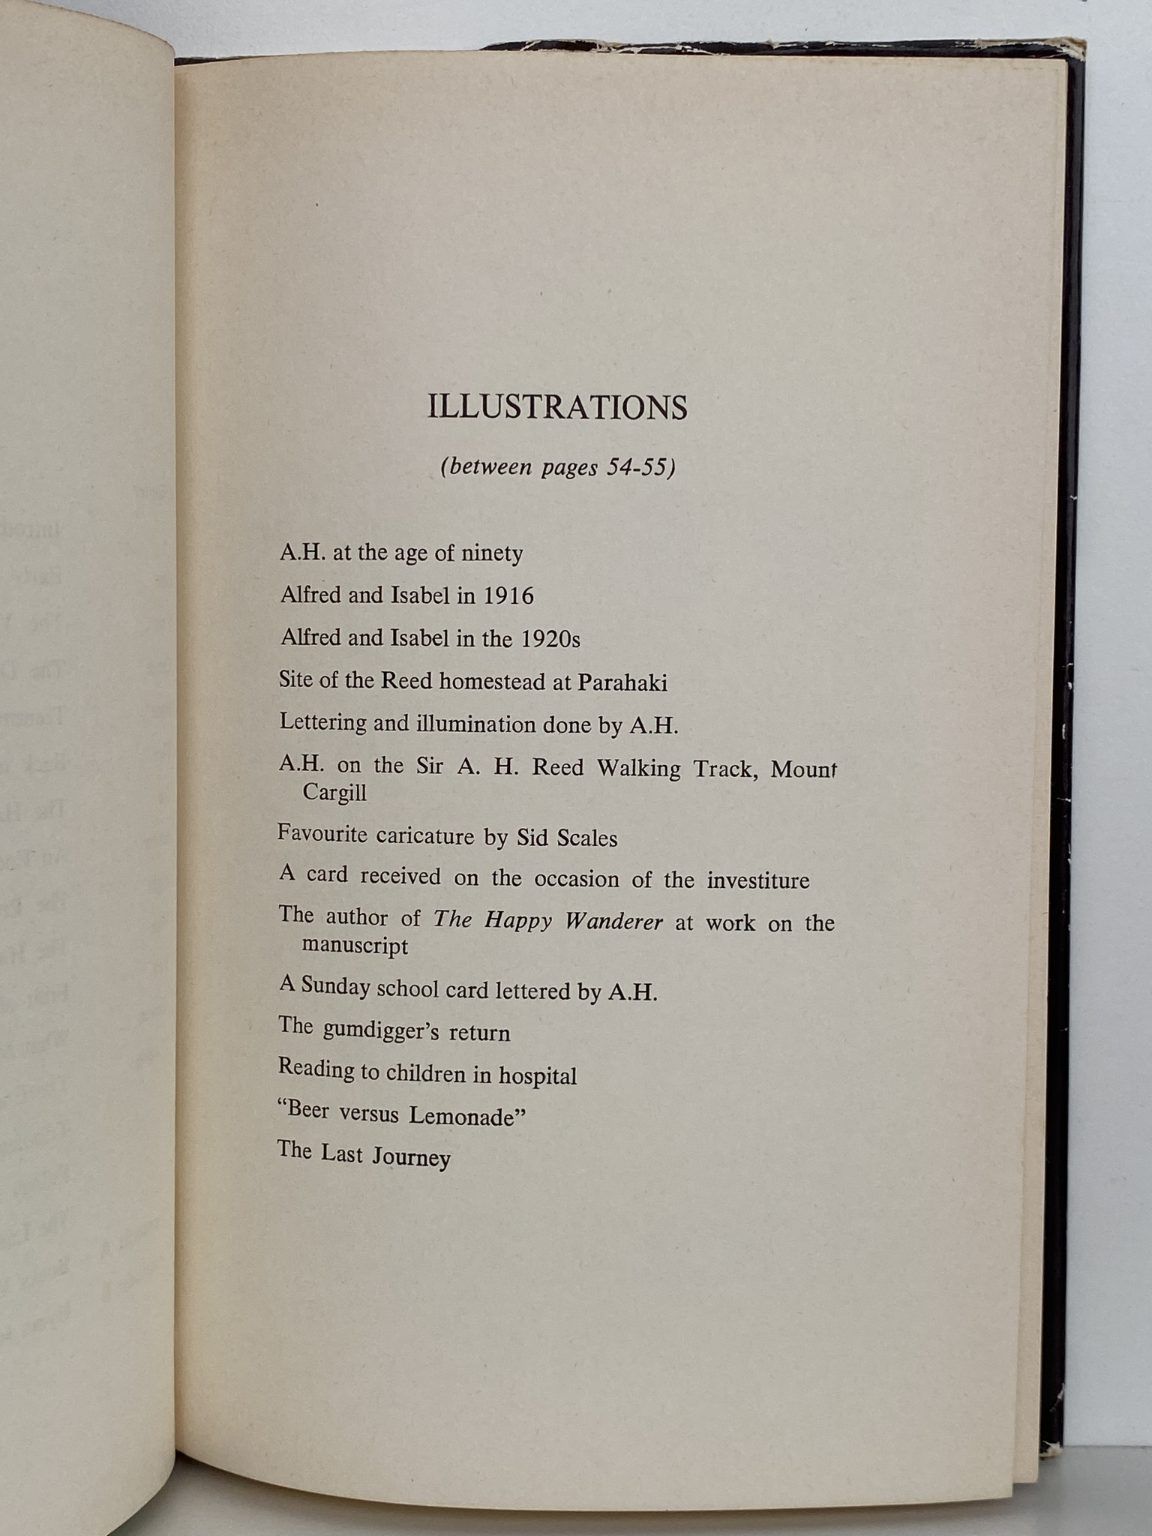 ILLUSTRATIONS
(between pages 54-55)
A.H. at the age of ninety
Alfred and Isabel in 1916
Alfred and Isabel in the 1920s
Site of the Reed homestead at Parahaki
Lettering and illumination done by A.H.
A.H. on the Sir A. H. Reed Walking Track, Mount
Cargill
Favourite caricature by Sid Scales
A card received on the occasion of the investiture
The author of The Happy Wanderer at work on the
manuscript
A Sunday school card lettered by A.H.
The gumdigger's return
Reading to children in hospital
“Beer versus Lemonade”
The Last Journey